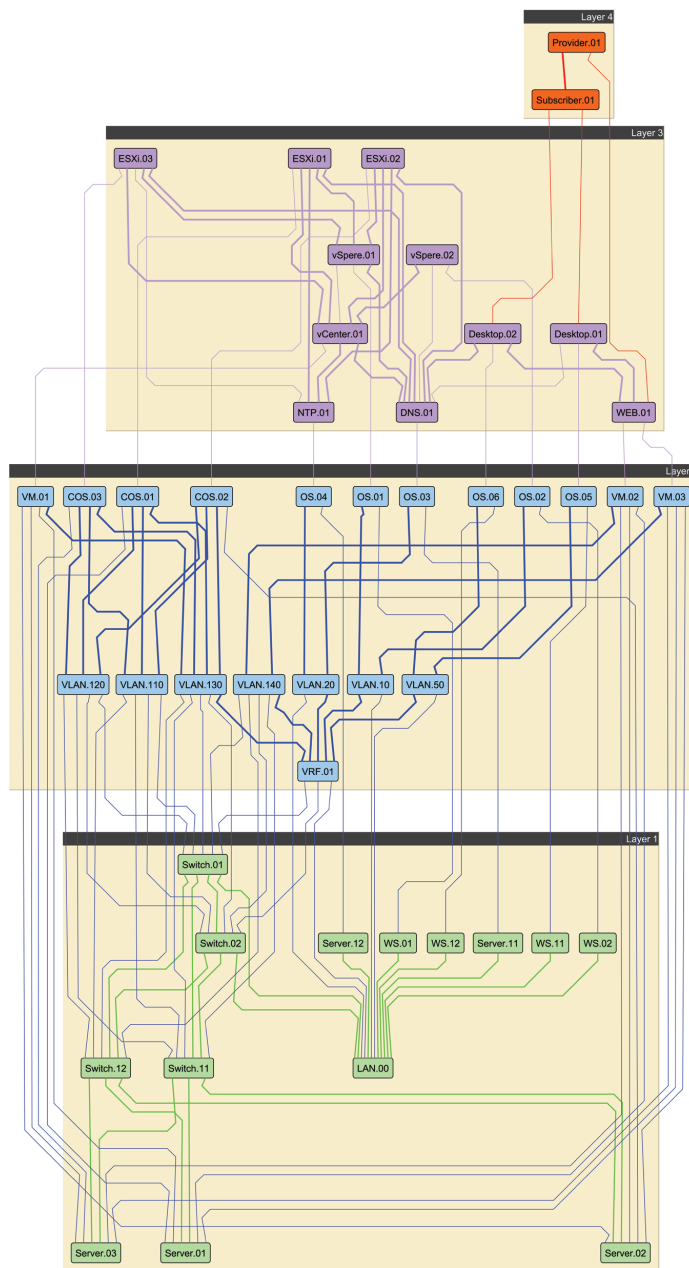 Layer 4
Provider.01
Subscriber.01
Layer 3
ESXi.03
ESXi.01
ESXi.02
vSpere.01
vSpere.02
vCenter.01
Desktop.02
Desktop.01
NTP.01
DNS.01
WEB.01
Layer
VM.01
COS.03
COS.01
COS.02
OS.04
OS.01
OS.03
OS.06
OS.02
OS.05
VM.02
VM.03
VLAN.120
VLAN.110
VLAN.130
VLAN.140
VLAN.20
VLAN.10
VLAN.50
VRF.01
Layer 1
Switch.01
Switch.02
Server.12
WS.01
WS.12
Server.11
WS.11
WS.02
Switch.12
Switch.11
LAN.00
Server.03
Server.01
Server.02